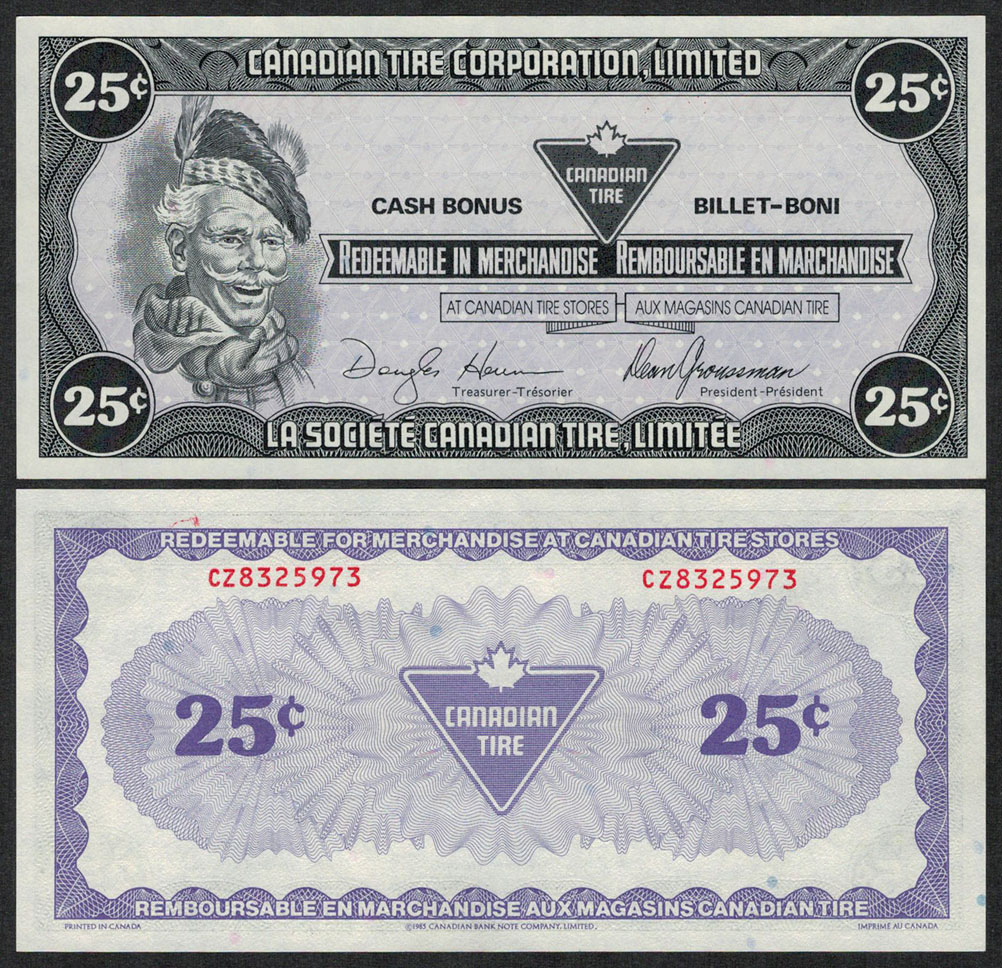 25¢ CANADIAN TIRE CORPORATION, LIMITED 25¢
CANADIAN
TIRE
CASH BONUS BILLET-BONI
REDEEMABLE IN MERCHANDISE REMBOURSABLE EN MARCHANDISE
AT CANADIAN TIRE STORES AUX MAGASINS CANADIAN TIRE
Dean Groussman
Treasurer-Trésorier President-Président
25¢ LA SOCIÉTÉ CANADIAN TIRE, LIMITÉE 25¢
REDEEMABLE FOR MERCHANDISE AT CANADIAN TIRE STORES
CZ8325973 CZ8325973
25¢ CANADIAN 25¢
TIRE
REMBOURSABLE EN MARCHANDISE AUX MAGASINS CANADIAN TIRE
PRINTED IN CANADA ©1985 CANADIAN BANK NOTE COMPANY, LIMITED. IMPRIME AU CANADA